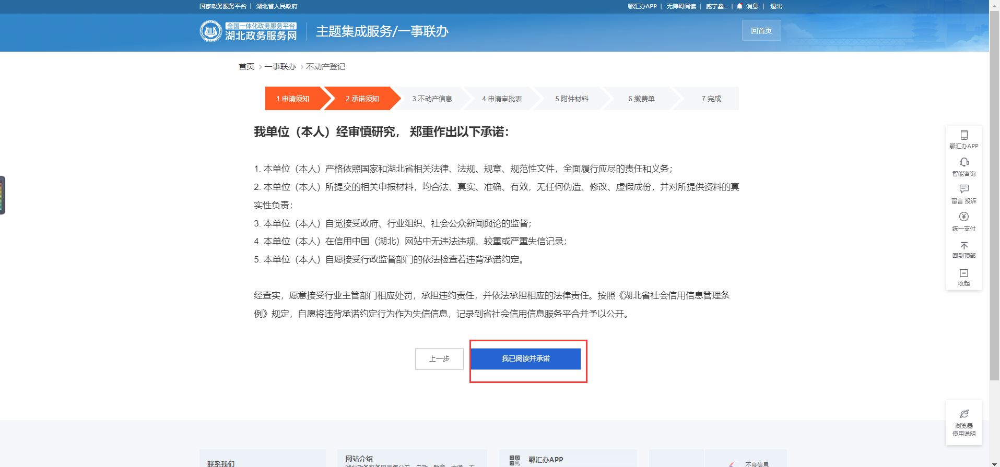 国家政务服务平台 | 湖北省人民政府
鄂汇办APP | 无障碍阅读 | 咸宁鑫... | 消息 | 退出
全国一体化政务服务平台
湖北政务服务网
主题集成服务/一事联办
回首页
首页 > 一事联办 > 不动产登记
1.申请须知
2.承诺须知
3.不动产信息
4.申请审批表
5.附件材料
6.缴费单
7.完成
我单位（本人）经审慎研究， 郑重作出以下承诺：
1. 本单位（本人）严格依照国家和湖北省相关法律、法规、规章、规范性文件，全面履行应尽的责任和义务；
2. 本单位（本人）所提交的相关申报材料，均合法、真实、准确、有效，无任何伪造、修改、虚假成份，并对所提供资料的真
实性负责；
3. 本单位（本人）自觉接受政府、行业组织、社会公众新闻舆论的监督；
4. 本单位（本人）在信用中国（湖北）网站中无违法违规、较重或严重失信记录；
5. 本单位（本人）自愿接受行政监督部门的依法检查若违背承诺约定。
经查实，愿意接受行业主管部门相应处罚，承担违约责任，并依法承担相应的法律责任。按照《湖北省社会信用信息管理条
例》规定，自愿将违背承诺约定行为作为失信信息，记录到省社会信用信息服务平合并予以公开。
上一步
我已阅读并承诺
鄂汇办APP
智能咨询
留言 投诉
统一支付
回到顶部
收起
浏览器
使用说明
联系我们
网站介绍
鄂汇办APP
不良信息